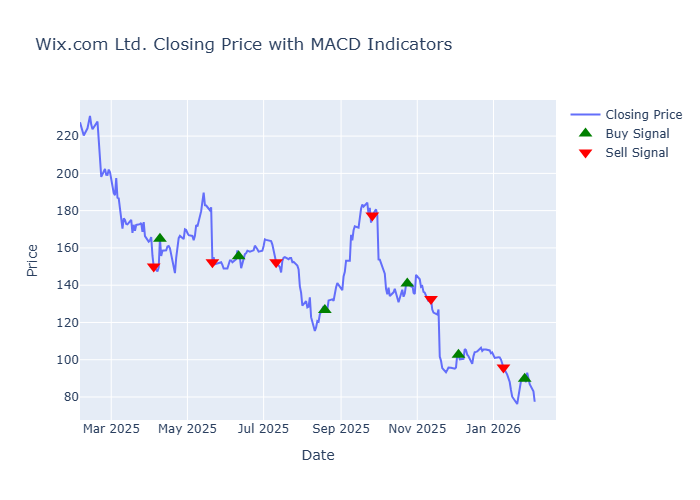 Wix.com Ltd. Closing Price with MACD Indicators
Closing Price
Buy Signal
Sell Signal
Price
220
200
180
160
140
120
100
80
Mar 2025
May 2025
Jul 2025
Sep 2025
Nov 2025
Jan 2026
Date